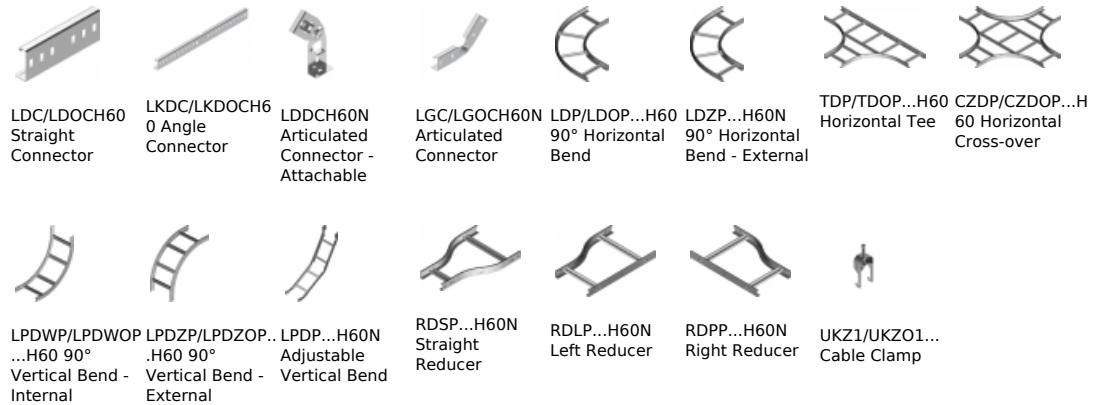 LDC/LDOCH60
Straight
Connector
LKDC/LKDOCH6
0 Angle
Connector
LDDCH60N
Articulated
Connector -
Attachable
LGC/LGOCH60N
Articulated
Connector
LDP/LDOP...H60
90° Horizontal
Bend
LDZP...H60N
90° Horizontal
Bend - External
TDP/TDOP...H60
Horizontal Tee
CZDP/CZDOP...H
60 Horizontal
Cross-over
LPDWP/LPDWOP
...H60 90°
Vertical Bend -
Internal
LPDZP/LPDZOP..
.H60 90°
Vertical Bend -
External
LPDP...H60N
Adjustable
Vertical Bend
RDSP...H60N
Straight
Reducer
RDLP...H60N
Left Reducer
RDPP...H60N
Right Reducer
UKZ1/UKZO1...
Cable Clamp